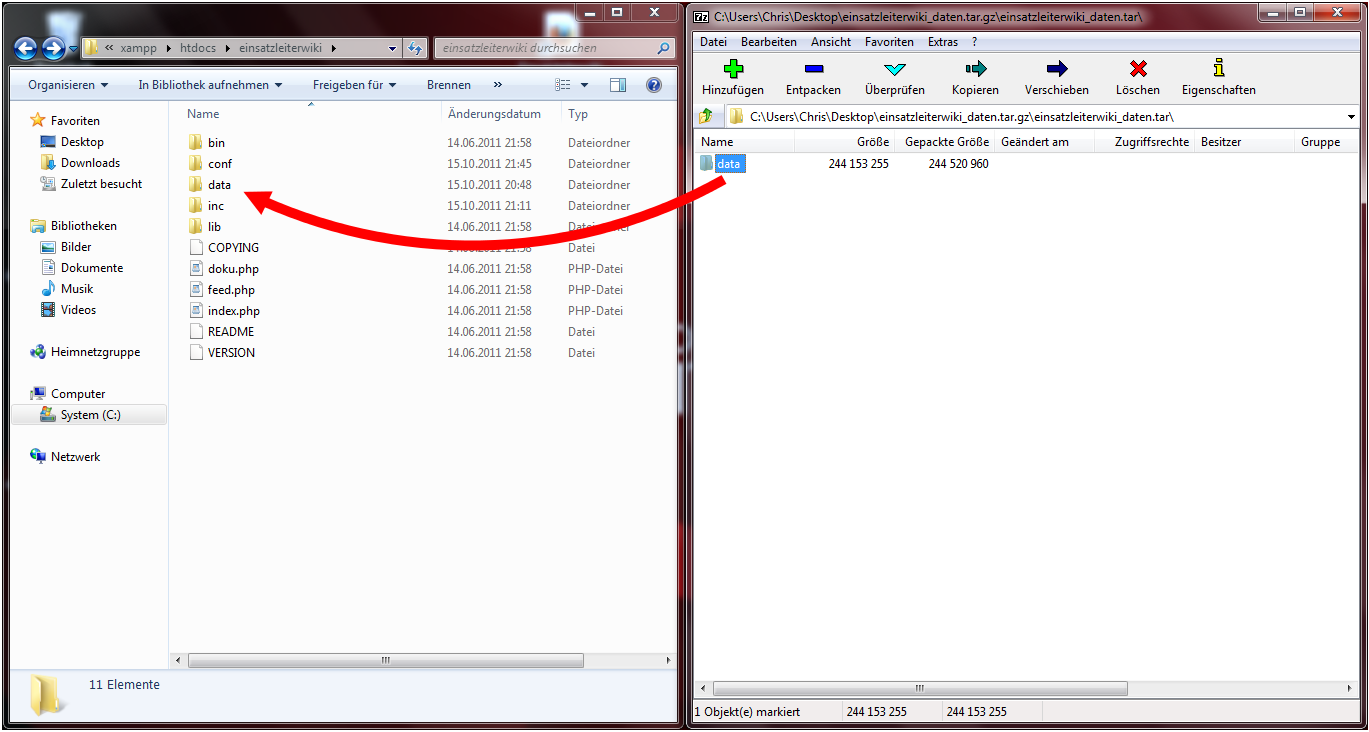 « xampp ▸ htdocs ▸ einsatzleiterwiki ▸
einsatzleiterwiki durchsuchen
Organisieren In Bibliothek aufnehmen Freigeben für Brennen »
Favoriten
Desktop
Downloads
Zuletzt besucht
Bibliotheken
Bilder
Dokumente
Musik
Videos
Heimnetzgruppe
Computer
System (C:)
Netzwerk
Name Änderungsdatum Typ
bin 14.06.2011 21:58 Dateiordner
conf 15.10.2011 21:45 Dateiordner
data 15.10.2011 20:48 Dateiordner
inc 15.10.2011 21:11 Dateiordner
lib 14.06.2011 21:58 Dateiordner
COPYING 14.06.2011 21:58 Datei
doku.php 14.06.2011 21:58 PHP-Datei
feed.php 14.06.2011 21:58 PHP-Datei
index.php 14.06.2011 21:58 PHP-Datei
README 14.06.2011 21:58 Datei
VERSION 14.06.2011 21:58 Datei
11 Elemente
7z C:\Users\Chris\Desktop\einsatzleiterwiki_daten.tar.gz\einsatzleiterwiki_daten.tar\
Datei Bearbeiten Ansicht Favoriten Extras ?
Hinzufügen Entpacken Überprüfen Kopieren Verschieben Löschen Eigenschaften
C:\Users\Chris\Desktop\einsatzleiterwiki_daten.tar.gz\einsatzleiterwiki_daten.tar\
Name Größe Gepackte Größe Geändert am Zugriffsrechte Besitzer Gruppe
data 244 153 255 244 520 960
1 Objekt(e) markiert 244 153 255 244 153 255